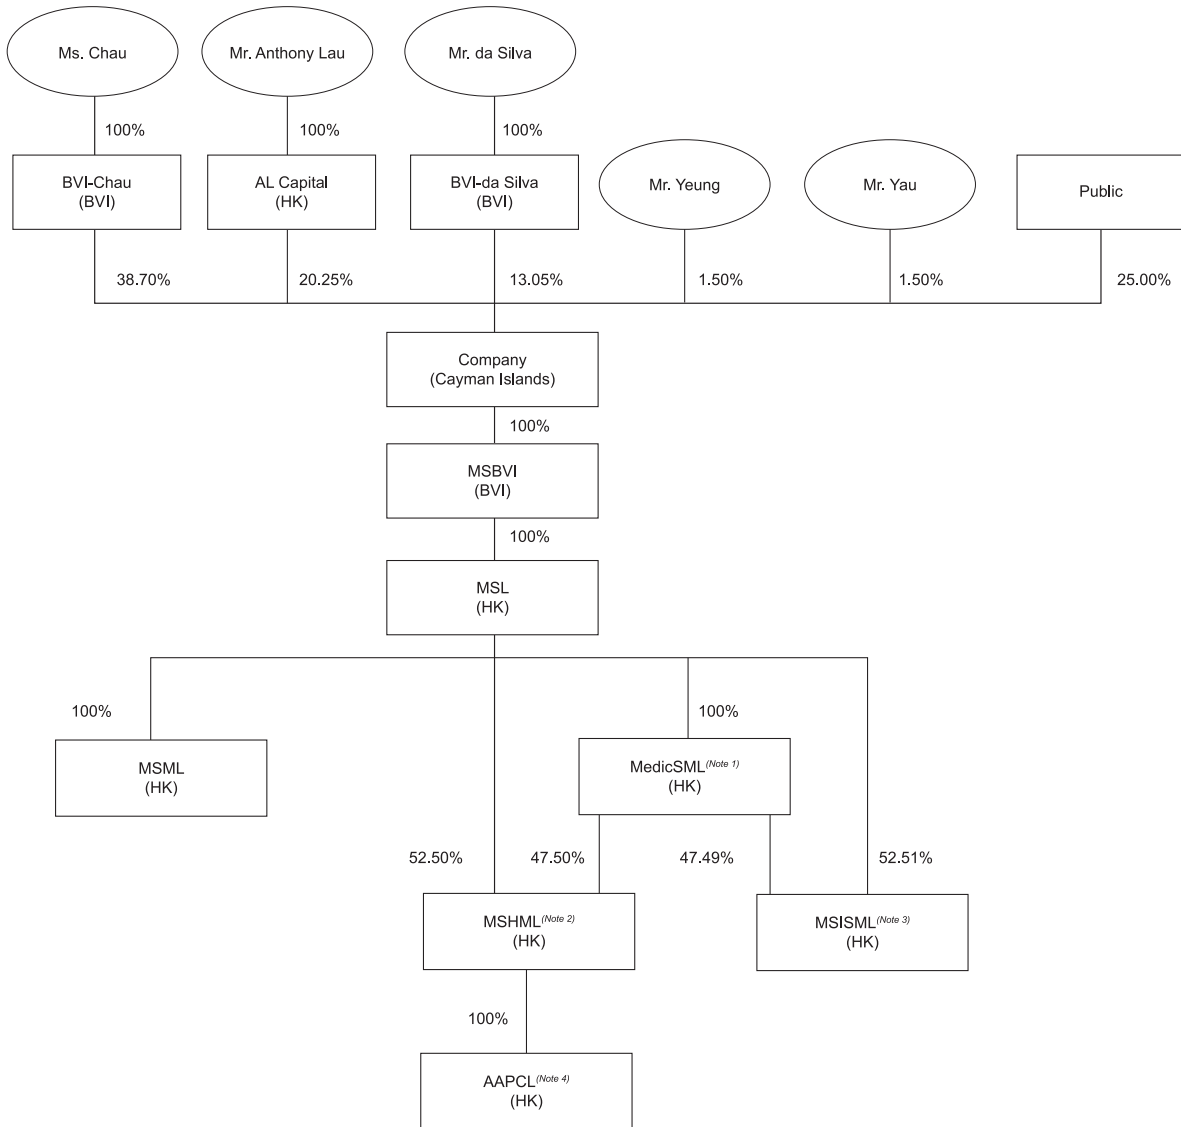 Ms. Chau
Mr. Anthony Lau
Mr. da Silva
100%
100%
100%
BVI-Chau
(BVI)
AL Capital
(HK)
BVI-da Silva
(BVI)
Mr. Yeung
Mr. Yau
Public
38.70%
20.25%
13.05%
1.50%
1.50%
25.00%
Company
(Cayman Islands)
100%
MSBVI
(BVI)
100%
MSL
(HK)
100%
100%
MSML
(HK)
MedicSML(Note 1)
(HK)
52.50%
47.50%
47.49%
52.51%
MSHML(Note 2)
(HK)
MSISML(Note 3)
(HK)
100%
AAPCL(Note 4)
(HK)